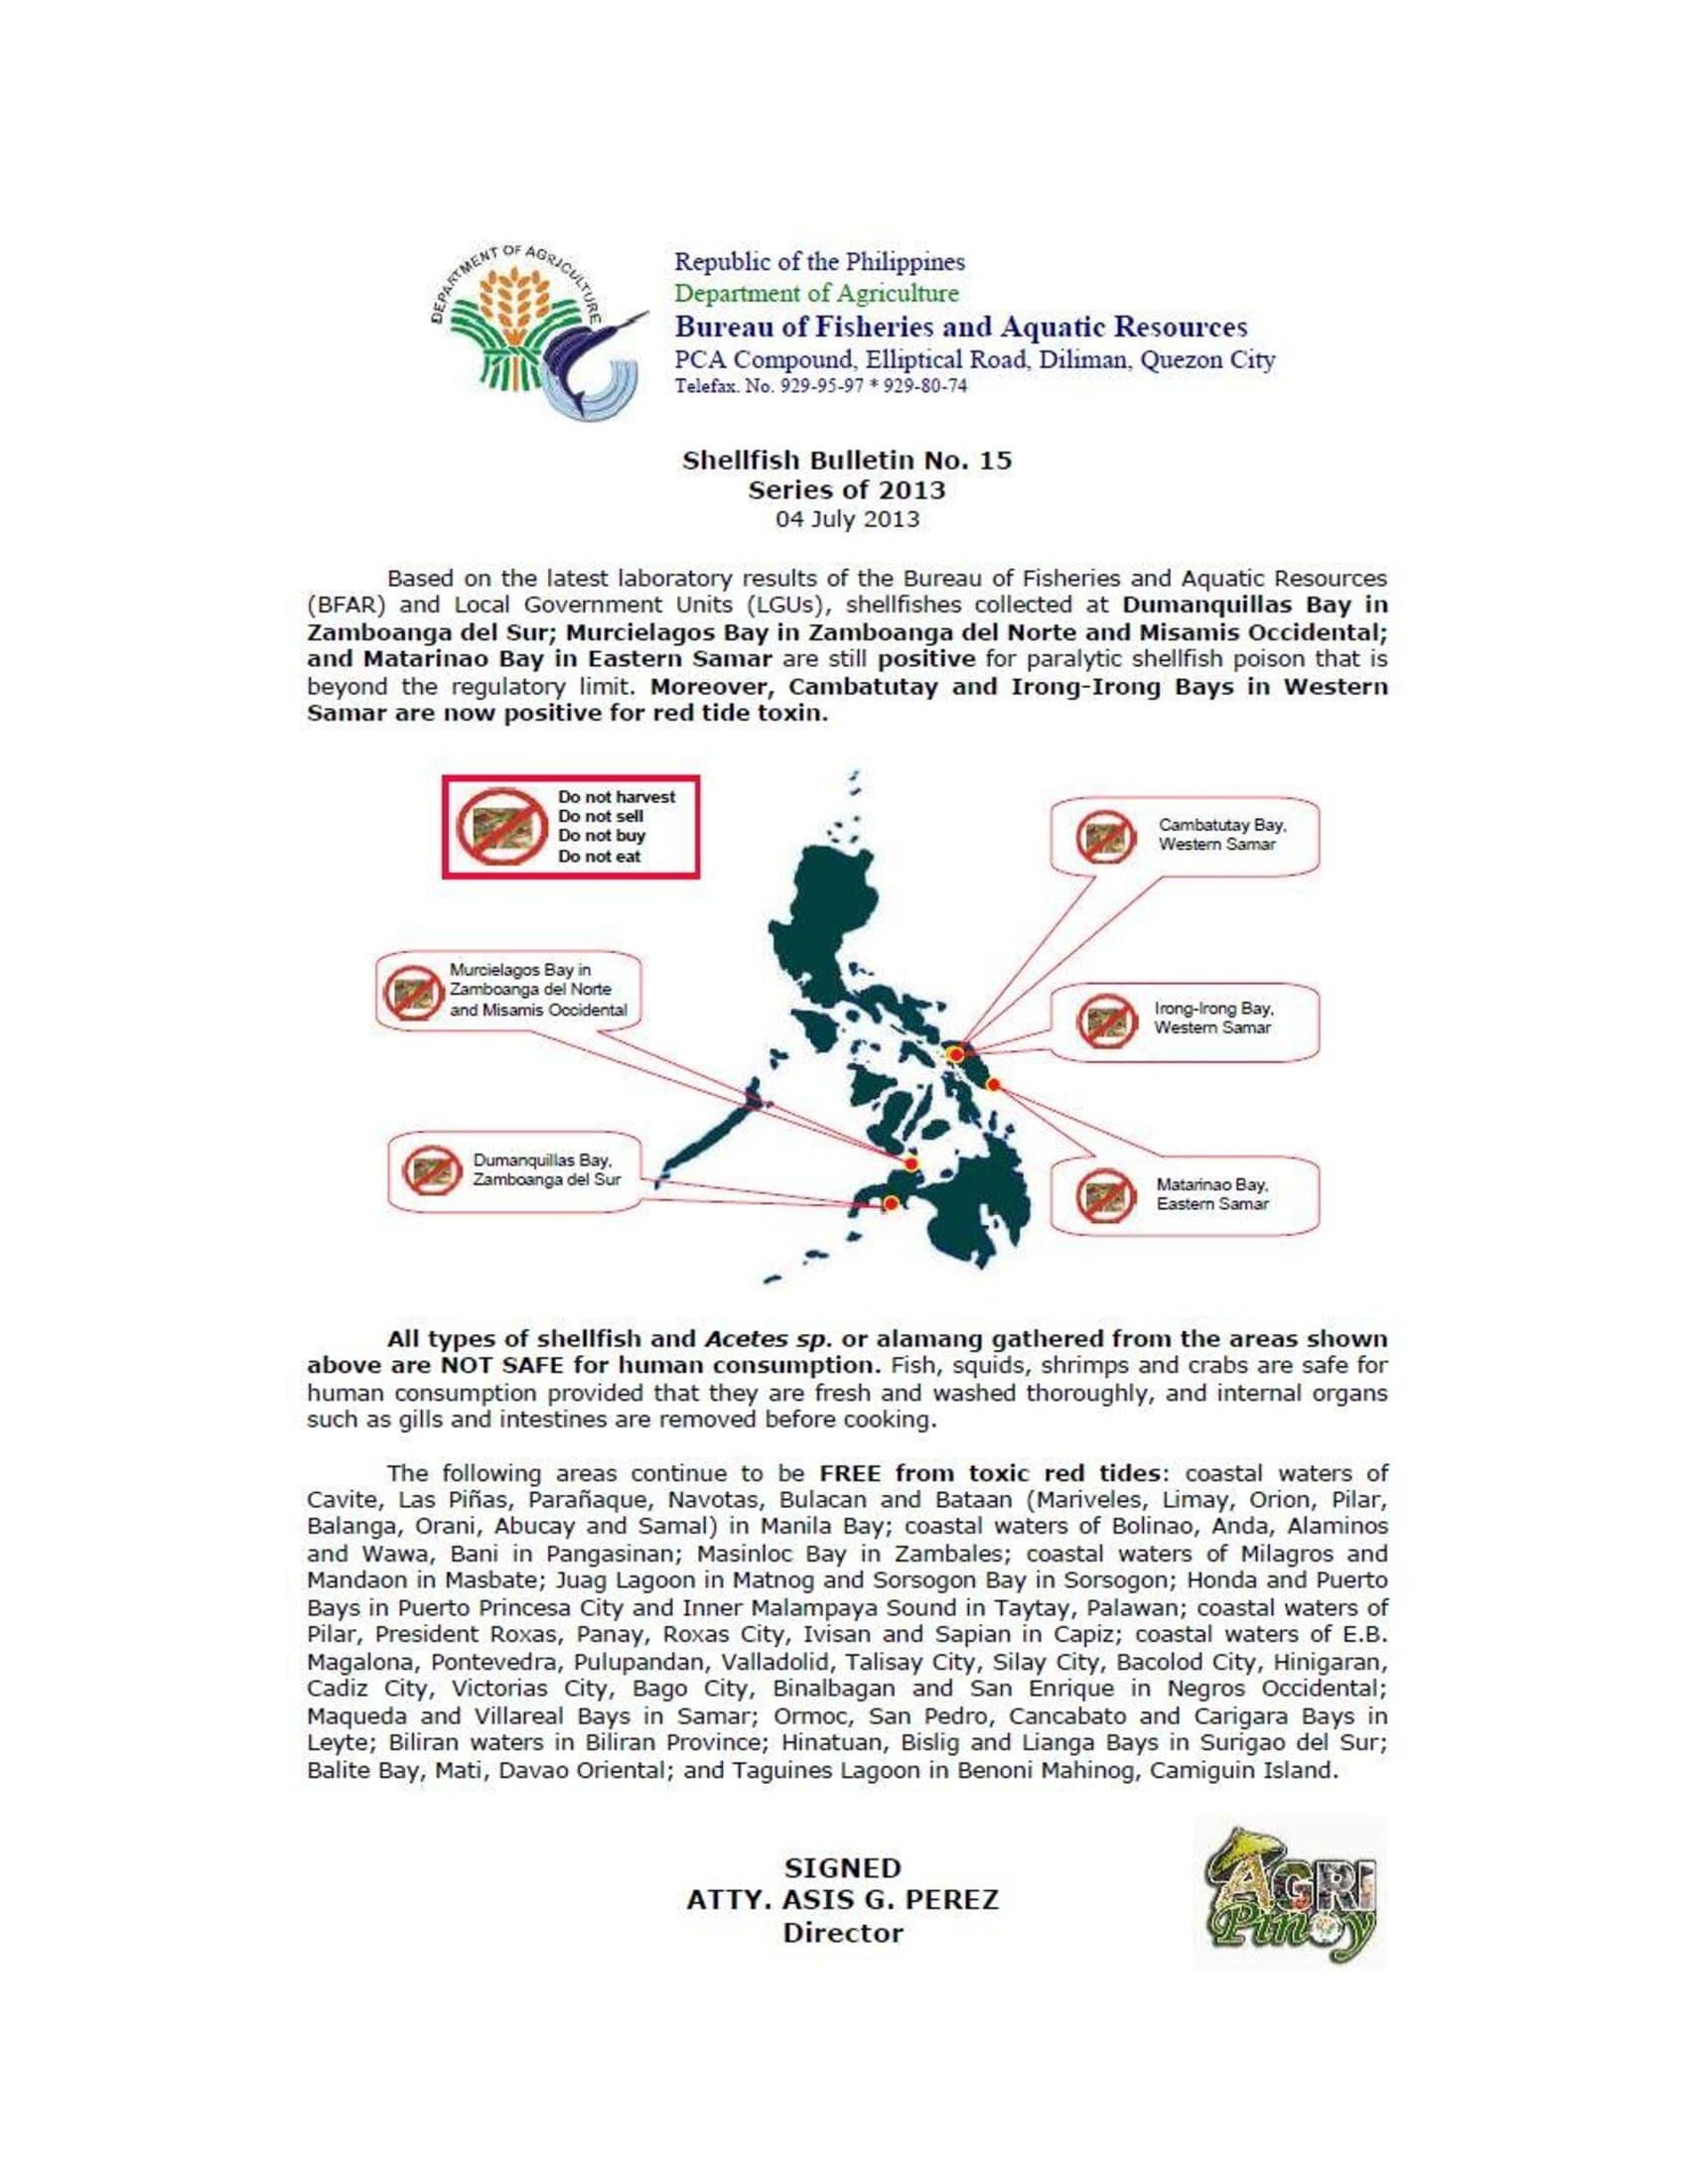 DEPARTMENT OF AGRICULTURE
Republic of the Philippines
Department of Agriculture
Bureau of Fisheries and Aquatic Resources
PCA Compound, Elliptical Road, Diliman, Quezon City
Telefax. No. 929-95-97 * 929-80-74
Shellfish Bulletin No. 15
Series of 2013
04 July 2013
Based on the latest laboratory results of the Bureau of Fisheries and Aquatic Resources
(BFAR) and Local Government Units (LGUs), shellfishes collected at Dumanquillas Bay in
Zamboanga del Sur; Murcielagos Bay in Zamboanga del Norte and Misamis Occidental;
and Matarinao Bay in Eastern Samar are still positive for paralytic shellfish poison that is
beyond the regulatory limit. Moreover, Cambatutay and Irong-Irong Bays in Western
Samar are now positive for red tide toxin.
Do not harvest
Do not sell
Do not buy
Do not eat
Cambatutay Bay,
Western Samar
Murcielagos Bay in
Zamboanga del Norte
and Misamis Occidental
Irong-Irong Bay,
Western Samar
Dumanquillas Bay,
Zamboanga del Sur
Matarinao Bay,
Eastern Samar
All types of shellfish and Acetes sp. or alamang gathered from the areas shown
above are NOT SAFE for human consumption. Fish, squids, shrimps and crabs are safe for
human consumption provided that they are fresh and washed thoroughly, and internal organs
such as gills and intestines are removed before cooking.
The following areas continue to be FREE from toxic red tides: coastal waters of
Cavite, Las Piñas, Parañaque, Navotas, Bulacan and Bataan (Mariveles, Limay, Orion, Pilar,
Balanga, Orani, Abucay and Samal) in Manila Bay; coastal waters of Bolinao, Anda, Alaminos
and Wawa, Bani in Pangasinan; Masinloc Bay in Zambales; coastal waters of Milagros and
Mandaon in Masbate; Juag Lagoon in Matnog and Sorsogon Bay in Sorsogon; Honda and Puerto
Bays in Puerto Princesa City and Inner Malampaya Sound in Taytay, Palawan; coastal waters of
Pilar, President Roxas, Panay, Roxas City, Ivisan and Sapian in Capiz; coastal waters of E.B.
Magalona, Pontevedra, Pulupandan, Valladolid, Talisay City, Silay City, Bacolod City, Hinigaran,
Cadiz City, Victorias City, Bago City, Binalbagan and San Enrique in Negros Occidental;
Maqueda and Villareal Bays in Samar; Ormoc, San Pedro, Cancabato and Carigara Bays in
Leyte; Biliran waters in Biliran Province; Hinatuan, Bislig and Lianga Bays in Surigao del Sur;
Balite Bay, Mati, Davao Oriental; and Taguines Lagoon in Benoni Mahinog, Camiguin Island.
SIGNED
ATTY. ASIS G. PEREZ
Director
AGRI
Pinoy